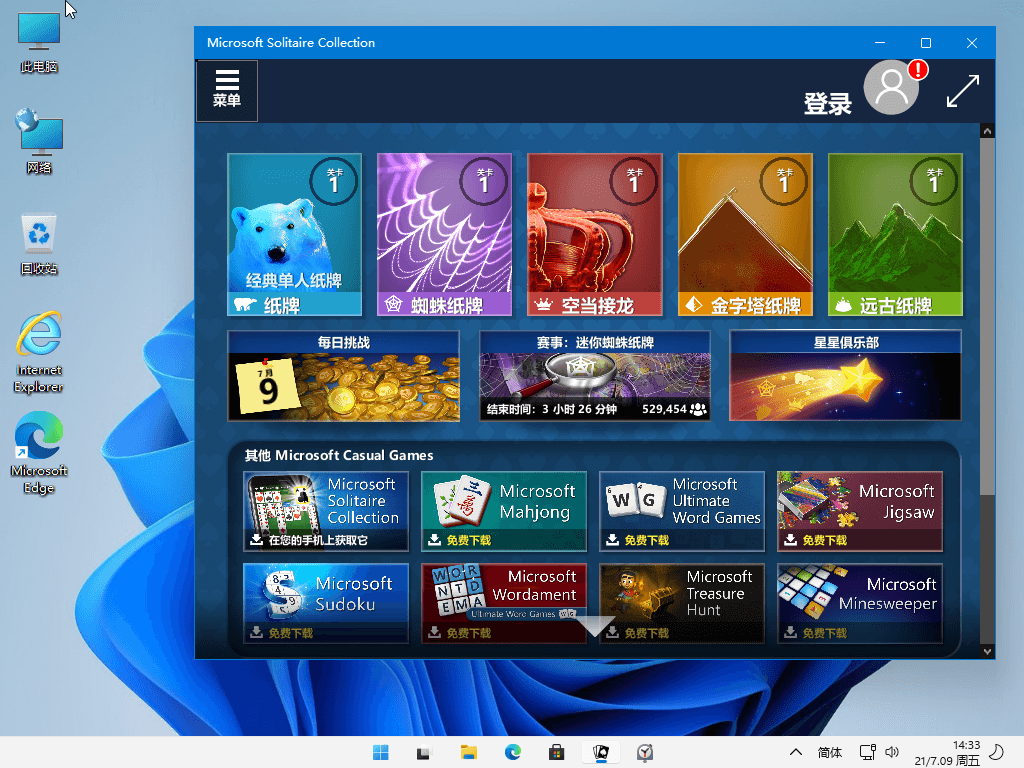 此电脑
网络
回收站
Internet
Explorer
Microsoft
Edge
Microsoft Solitaire Collection
菜单
登录
!
关卡
1
经典单人纸牌
纸牌
关卡
1
蜘蛛纸牌
关卡
1
空当接龙
关卡
1
金字塔纸牌
关卡
1
远古纸牌
每日挑战
7 月
9
赛事：迷你蜘蛛纸牌
结束时间：3 小时 26 分钟
529,454
星星俱乐部
其他 Microsoft Casual Games
Microsoft
Solitaire
Collection
在您的手机上获取它
Microsoft
Mahjong
免费下载
W G
Microsoft
Ultimate
Word Games
免费下载
Microsoft
Jigsaw
免费下载
Microsoft
Sudoku
免费下载
WORD
NTD
EMA
Microsoft
Wordament
Ultimate Word Games WG
免费下载
Microsoft
Treasure
Hunt
免费下载
Microsoft
Minesweeper
免费下载
简体
14:33
21/7.09 周五